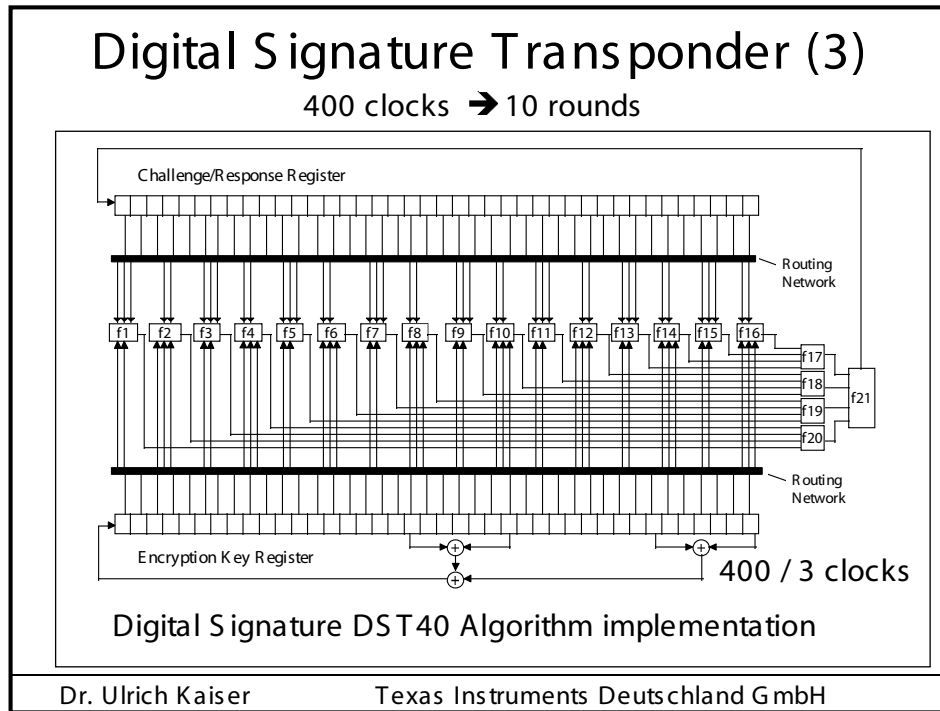 Digital Signature Transponder (3)
400 clocks ➔ 10 rounds
Challenge/Response Register
Routing
Network
f1 f2 f3 f4 f5 f6 f7 f8 f9 f10 f11 f12 f13 f14 f15 f16
f17
f18
f21
f19
f20
Routing
Network
Encryption Key Register
+ +
+
400 / 3 clocks
Digital Signature DST40 Algorithm implementation
Dr. Ulrich Kaiser Texas Instruments Deutschland GmbH